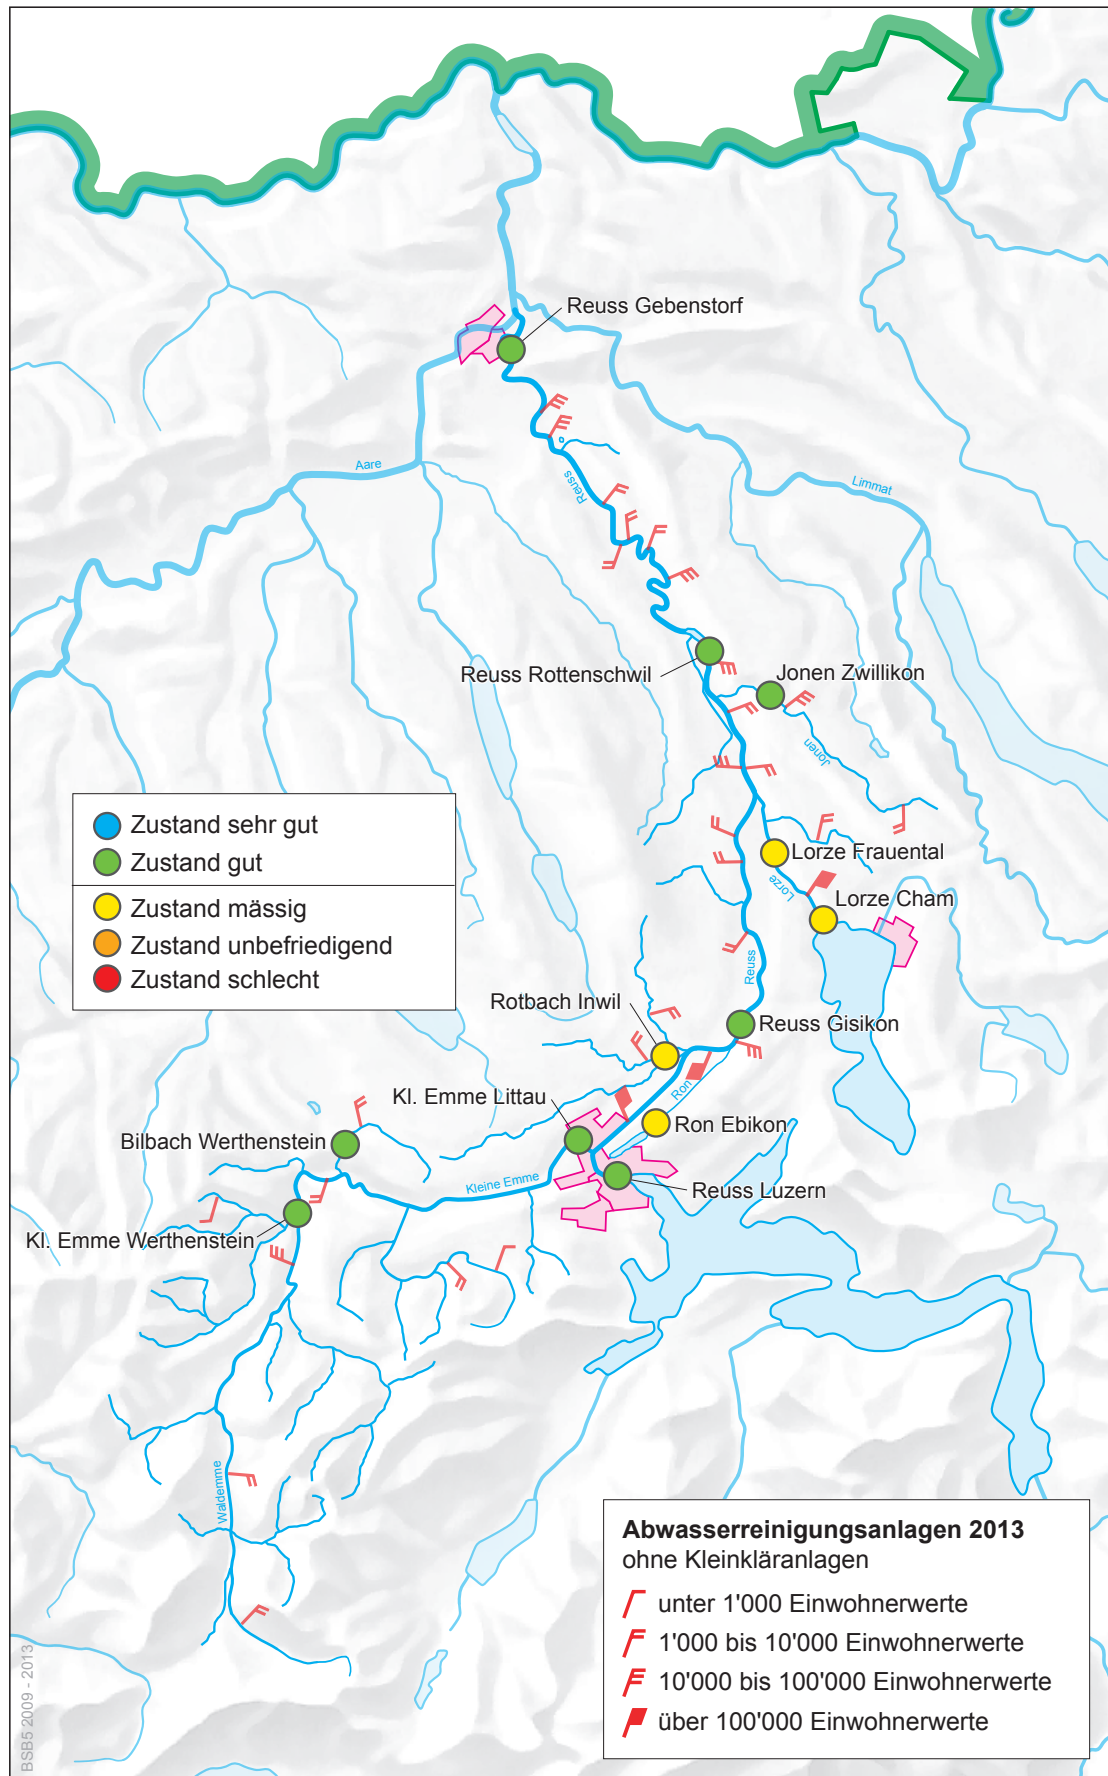 Reuss Gebenstorf
Aare
Reuss
Limmat
Reuss Rottenschwil
Jonen Zwillikon
Jonen
Zustand sehr gut
Zustand gut
Zustand mässig
Zustand unbefriedigend
Zustand schlecht
Lorze Frauental
Lorze
Lorze Cham
Reuss
Rotbach Inwil
Reuss Gisikon
Ron
Kl. Emme Littau
Ron Ebikon
Bilbach Werthenstein
Kleine Emme
Reuss Luzern
Kl. Emme Werthenstein
Waldemme
Abwasserreinigungsanlagen 2013
ohne Kleinkläranlagen
unter 1'000 Einwohnerwerte
1'000 bis 10'000 Einwohnerwerte
10'000 bis 100'000 Einwohnerwerte
über 100'000 Einwohnerwerte
BSB5 2009 - 2013